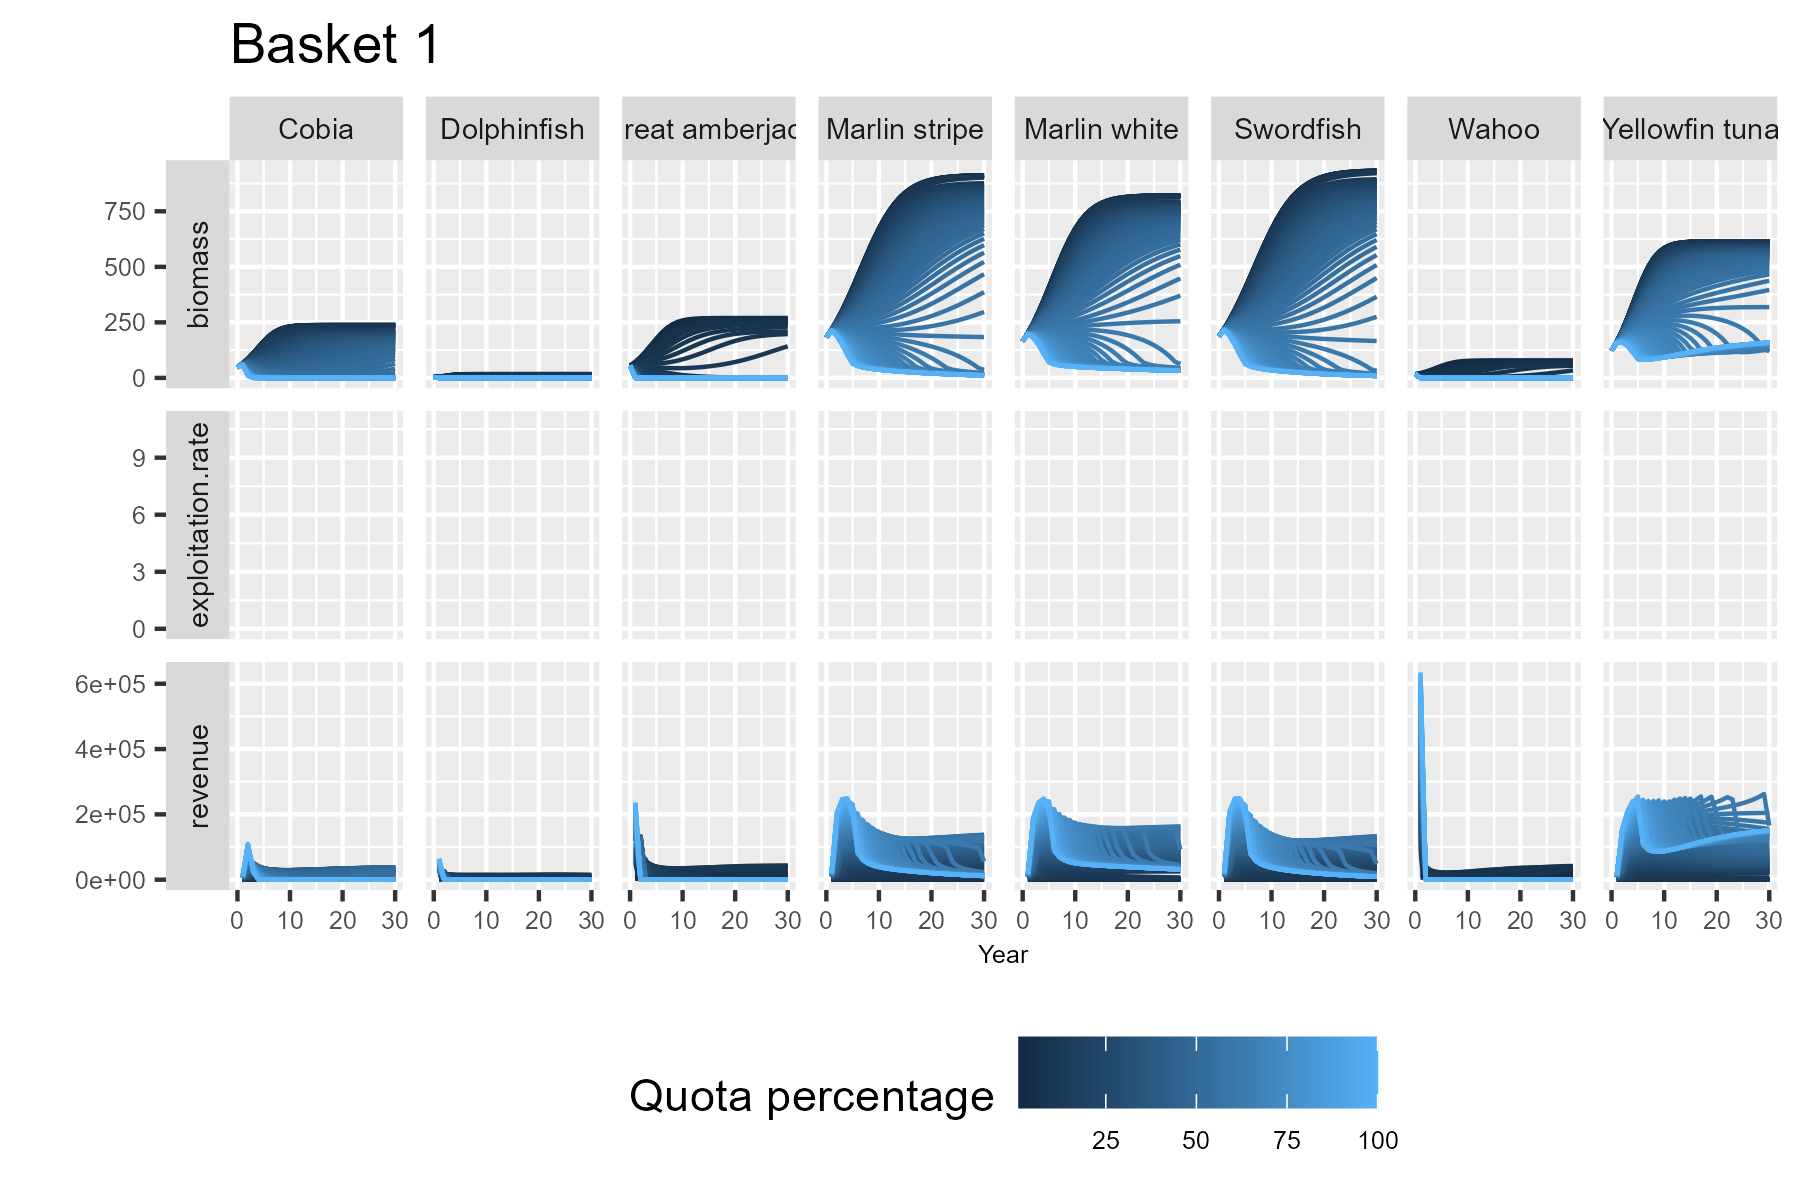 Basket 1
Cobia Dolphinfish reat amberjac Marlin stripe Marlin white Swordfish Wahoo Yellowfin tuna
biomass
750
500
250
0
exploitation.rate
9
6
3
0
revenue
6e+05
4e+05
2e+05
0e+00
0 10 20 30 0 10 20 30 0 10 20 30 0 10 20 30 0 10 20 30 0 10 20 30 0 10 20 30 0 10 20 30
Year
Quota percentage
25 50 75 100